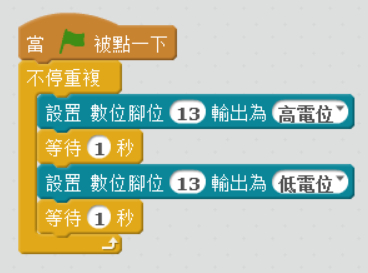 當 被點一下
不停重複
設置 數位腳位 13 輸出為 高電位
等待 1 秒
設置 數位腳位 13 輸出為 低電位
等待 1 秒